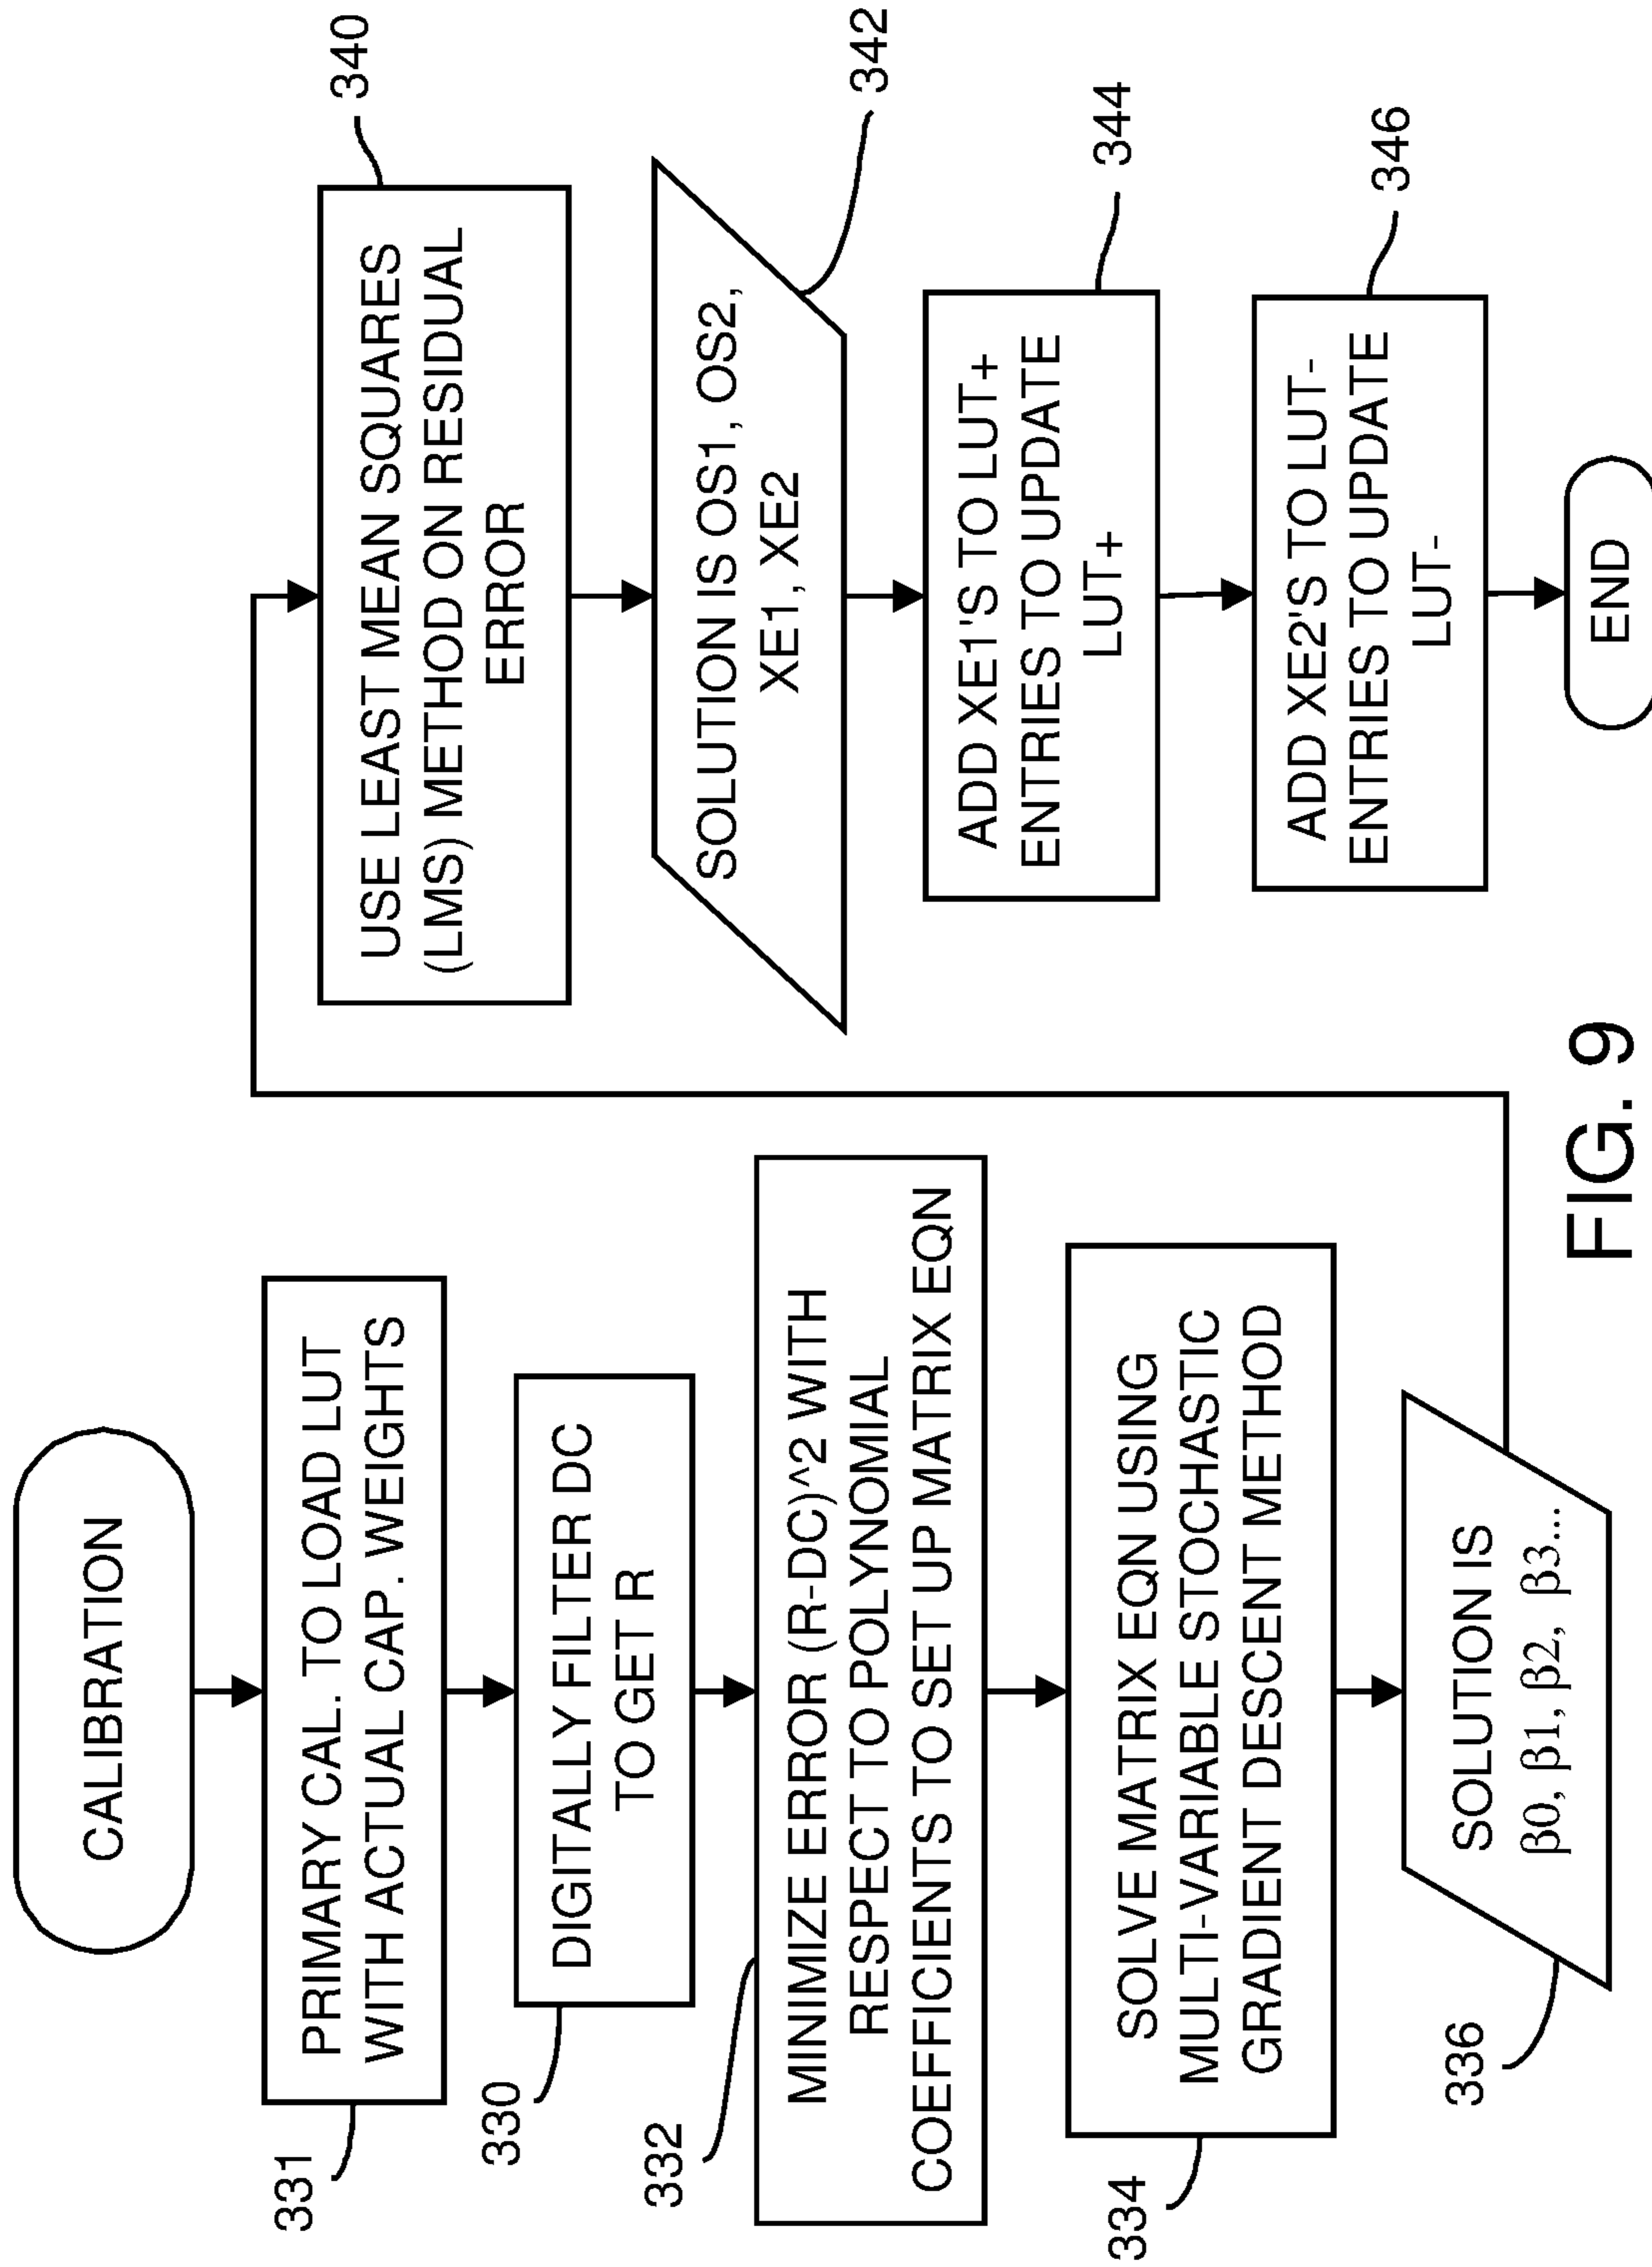 CALIBRATION
331
PRIMARY CAL. TO LOAD LUT
WITH ACTUAL CAP. WEIGHTS
330
DIGITALLY FILTER DC
TO GET R
332
MINIMIZE ERROR (R-DC)^2 WITH
RESPECT TO POLYNOMIAL
COEFFICIENTS TO SET UP MATRIX EQN
334
SOLVE MATRIX EQN USING
MULTI-VARIABLE STOCHASTIC
GRADIENT DESCENT METHOD
336
SOLUTION IS
β0, β1, β2, β3...
340
USE LEAST MEAN SQUARES
(LMS) METHOD ON RESIDUAL
ERROR
342
SOLUTION IS OS1, OS2,
XE1, XE2
344
ADD XE1'S TO LUT+
ENTRIES TO UPDATE
LUT+
346
ADD XE2'S TO LUT-
ENTRIES TO UPDATE
LUT-
END
FIG. 9